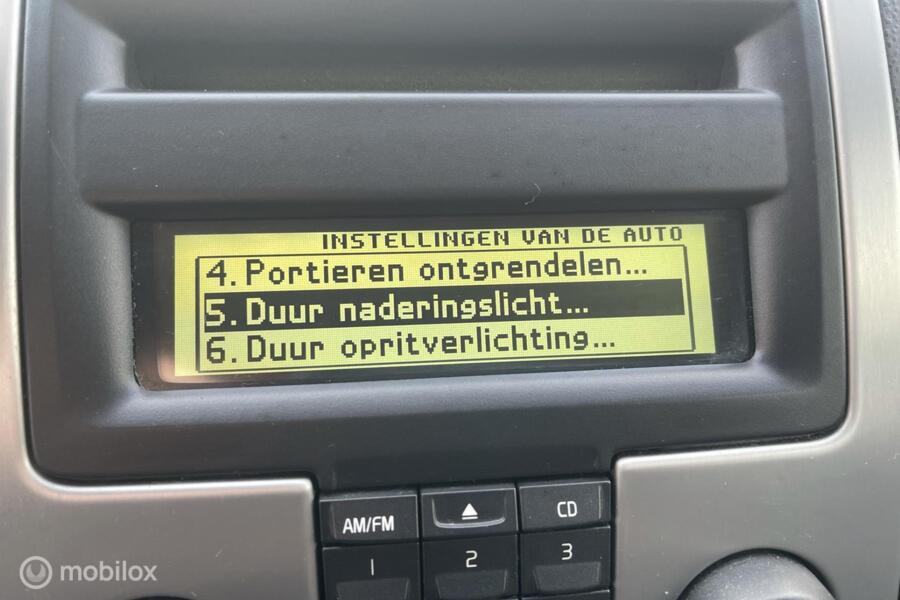 INSTELLINGEN VAN DE AUTO
4. Portieren ontgrendelen...
5. Duur naderingslicht...
6. Duur opritverlichting...
AM/FM
CD
1
2
3
mobilox